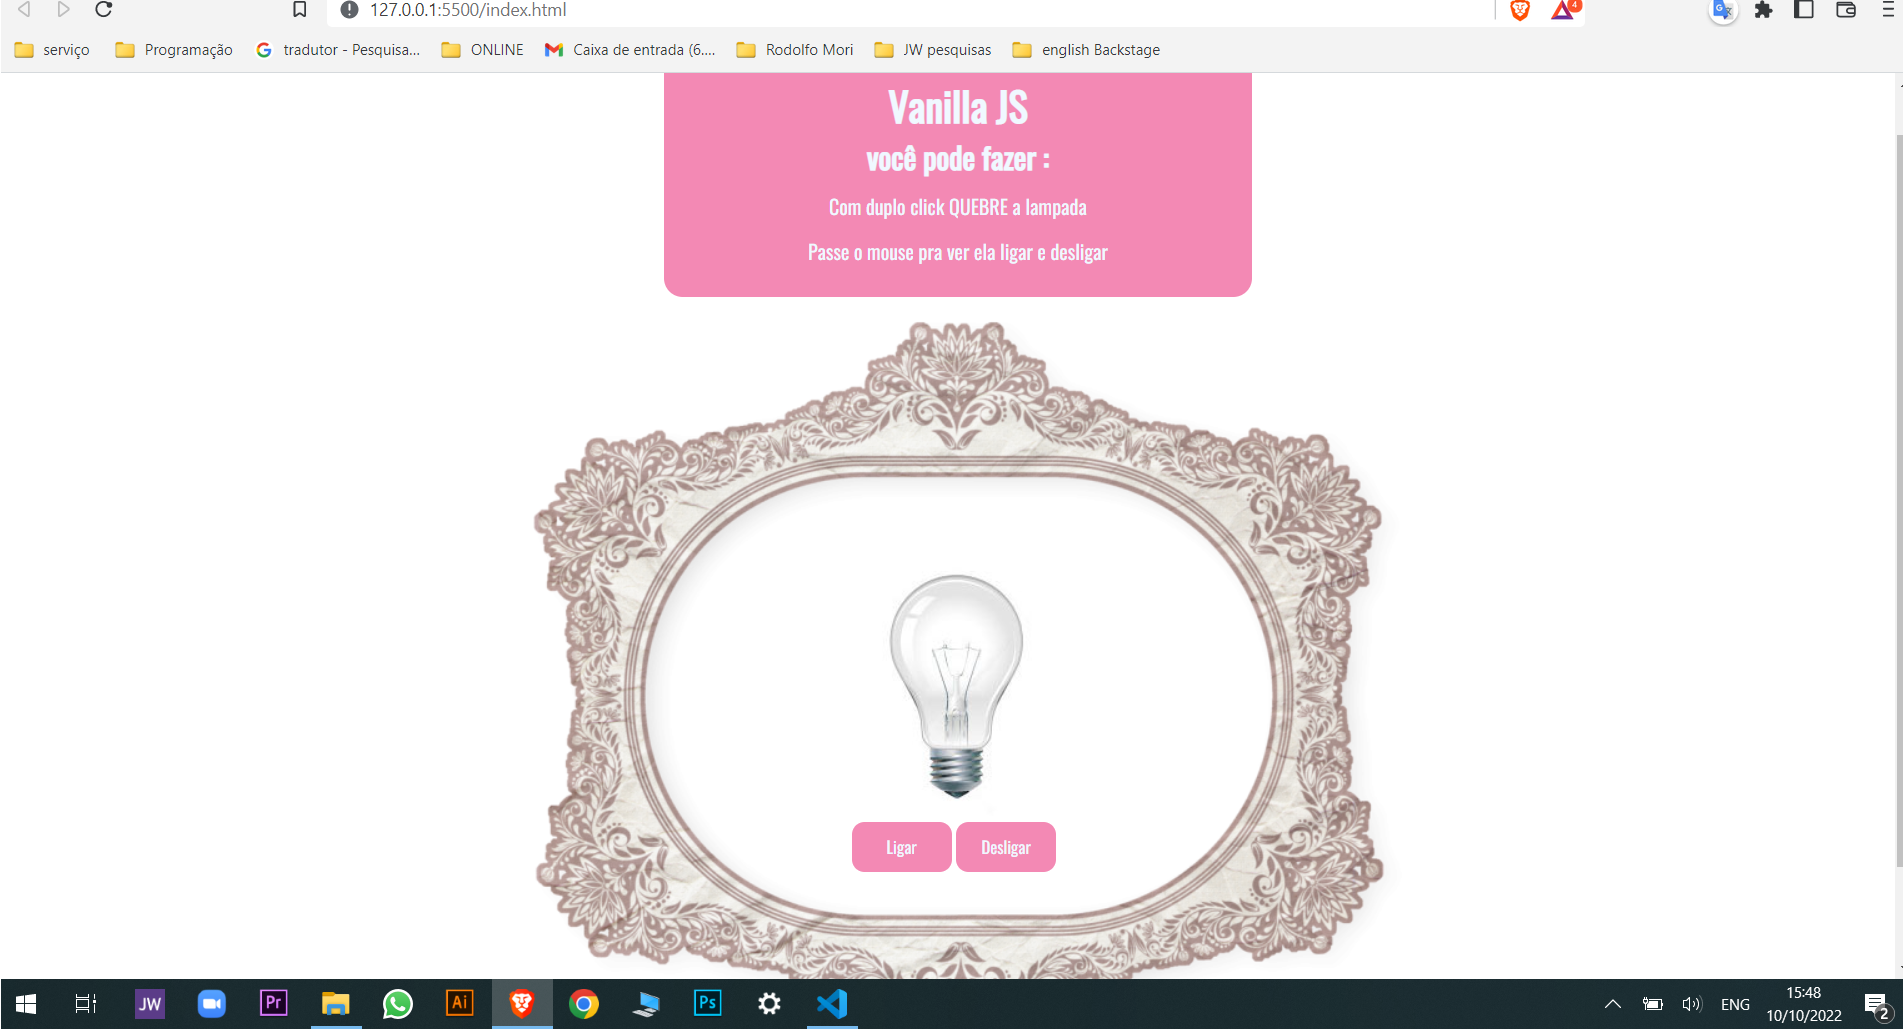 127.0.0.1:5500/index.html
4
serviço
Programação
tradutor - Pesquisa...
ONLINE
Caixa de entrada (6....
Rodolfo Mori
JW pesquisas
english Backstage
Vanilla JS
você pode fazer :
Com duplo click QUEBRE a lampada
Passe o mouse pra ver ela ligar e desligar
Ligar
Desligar
JW
Pr
Ai
Ps
ENG
15:48
10/10/2022
2